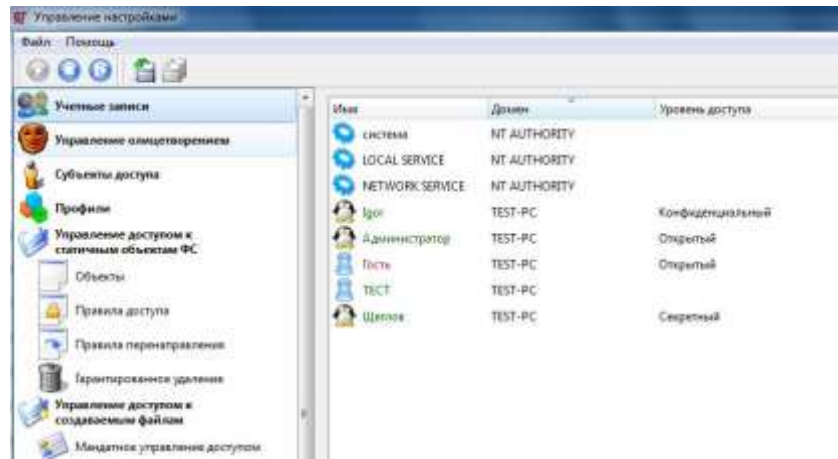 Управление настройками
Файл Помощь
Учетные записи
Управление олицетворением
Субъекты доступа
Профили
Управление доступом к
статичным объектам ФС
Объекты
Правила доступа
Правила перенаправления
Гарантированное удаление
Управление доступом к
создаваемым файлам
Мандатное управление доступом
Имя Домен Уровень доступа
система NT AUTHORITY
LOCAL SERVICE NT AUTHORITY
NETWORK SERVICE NT AUTHORITY
Igor TEST-PC Конфиденциальный
Администратор TEST-PC Открытый
Гость TEST-PC Открытый
ТЕСТ TEST-PC
Щеглов TEST-PC Секретный